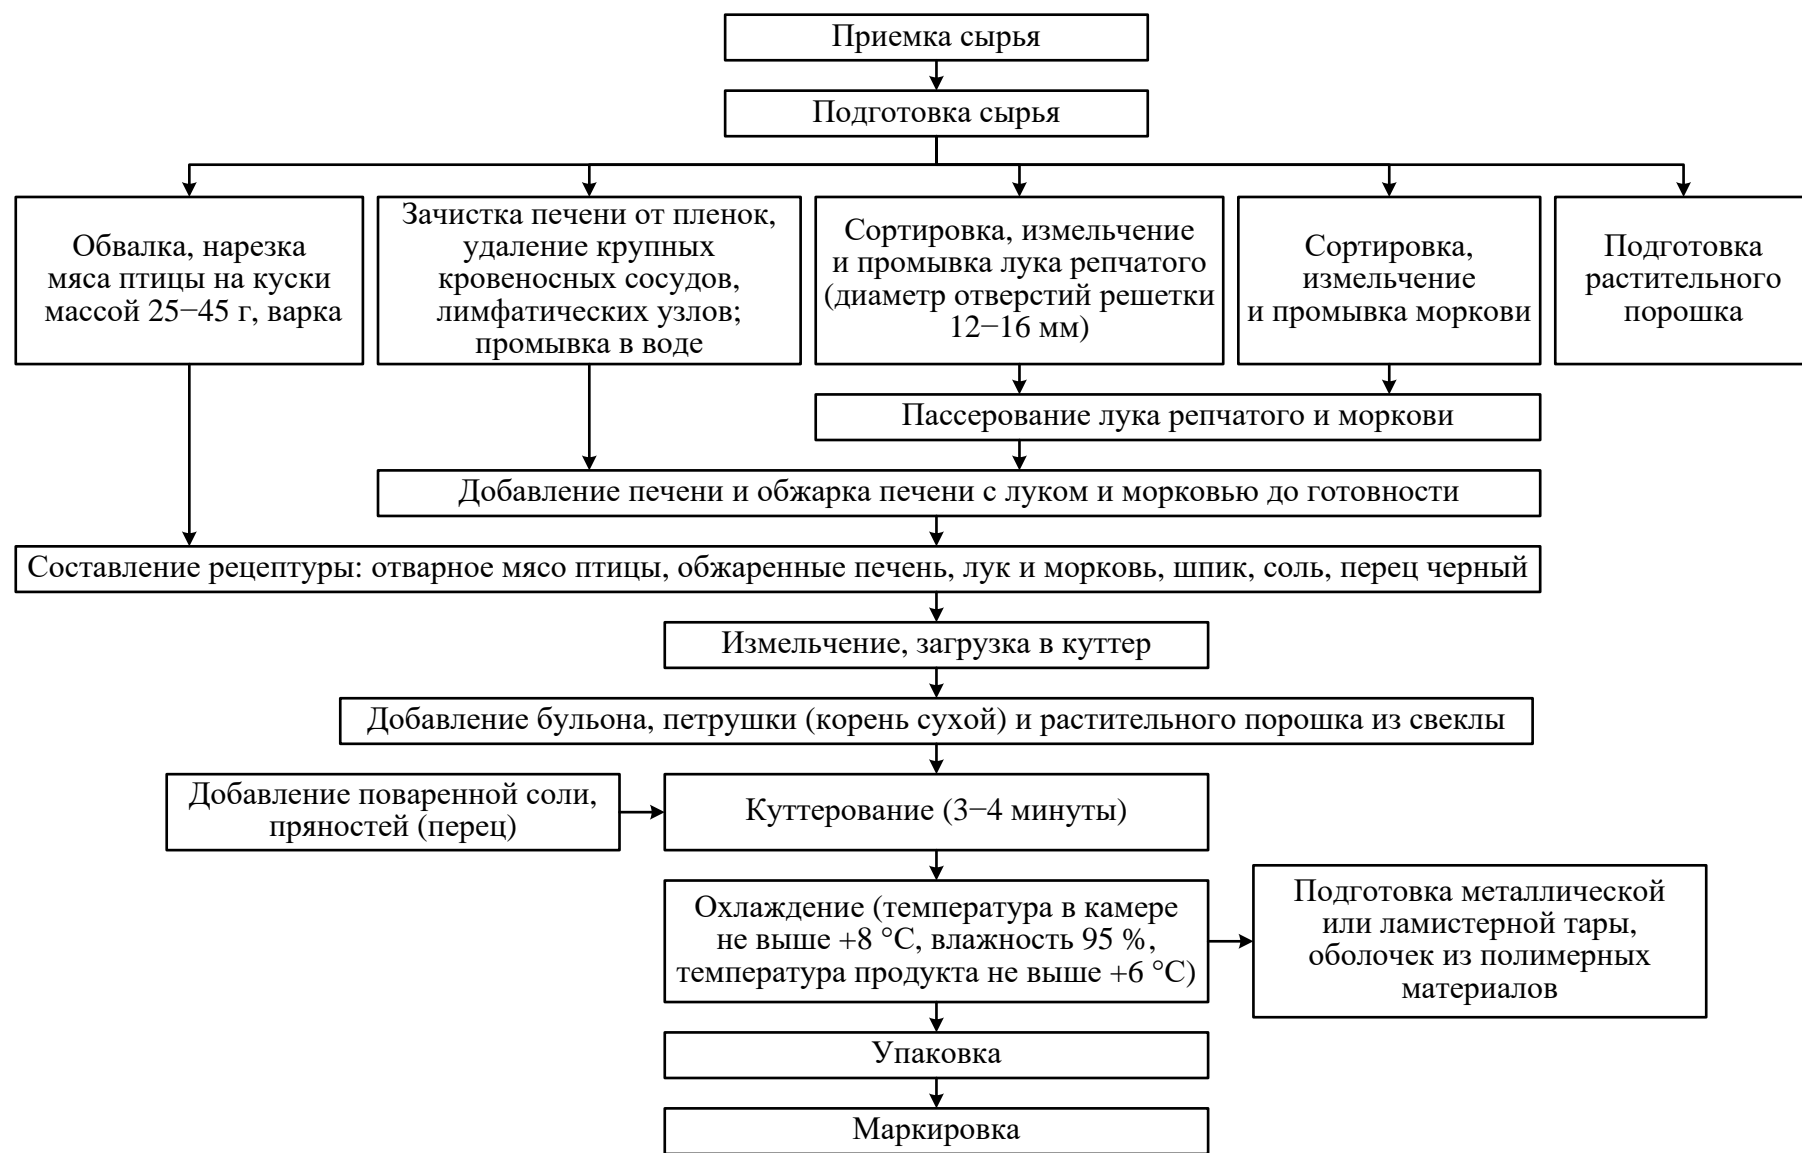 Приемка сырья
Подготовка сырья
Обвалка, нарезка
мяса птицы на куски
массой 25−45 г, варка
Зачистка печени от пленок,
удаление крупных
кровеносных сосудов,
лимфатических узлов;
промывка в воде
Сортировка, измельчение
и промывка лука репчатого
(диаметр отверстий решетки
12−16 мм)
Сортировка,
измельчение
и промывка моркови
Подготовка
растительного
порошка
Пассерование лука репчатого и моркови
Добавление печени и обжарка печени с луком и морковью до готовности
Составление рецептуры: отварное мясо птицы, обжаренные печень, лук и морковь, шпик, соль, перец черный
Измельчение, загрузка в куттер
Добавление бульона, петрушки (корень сухой) и растительного порошка из свеклы
Добавление поваренной соли,
пряностей (перец)
Куттерование (3−4 минуты)
Охлаждение (температура в камере
не выше +8 °C, влажность 95 %,
температура продукта не выше +6 °C)
Подготовка металлической
или ламистерной тары,
оболочек из полимерных
материалов
Упаковка
Маркировка